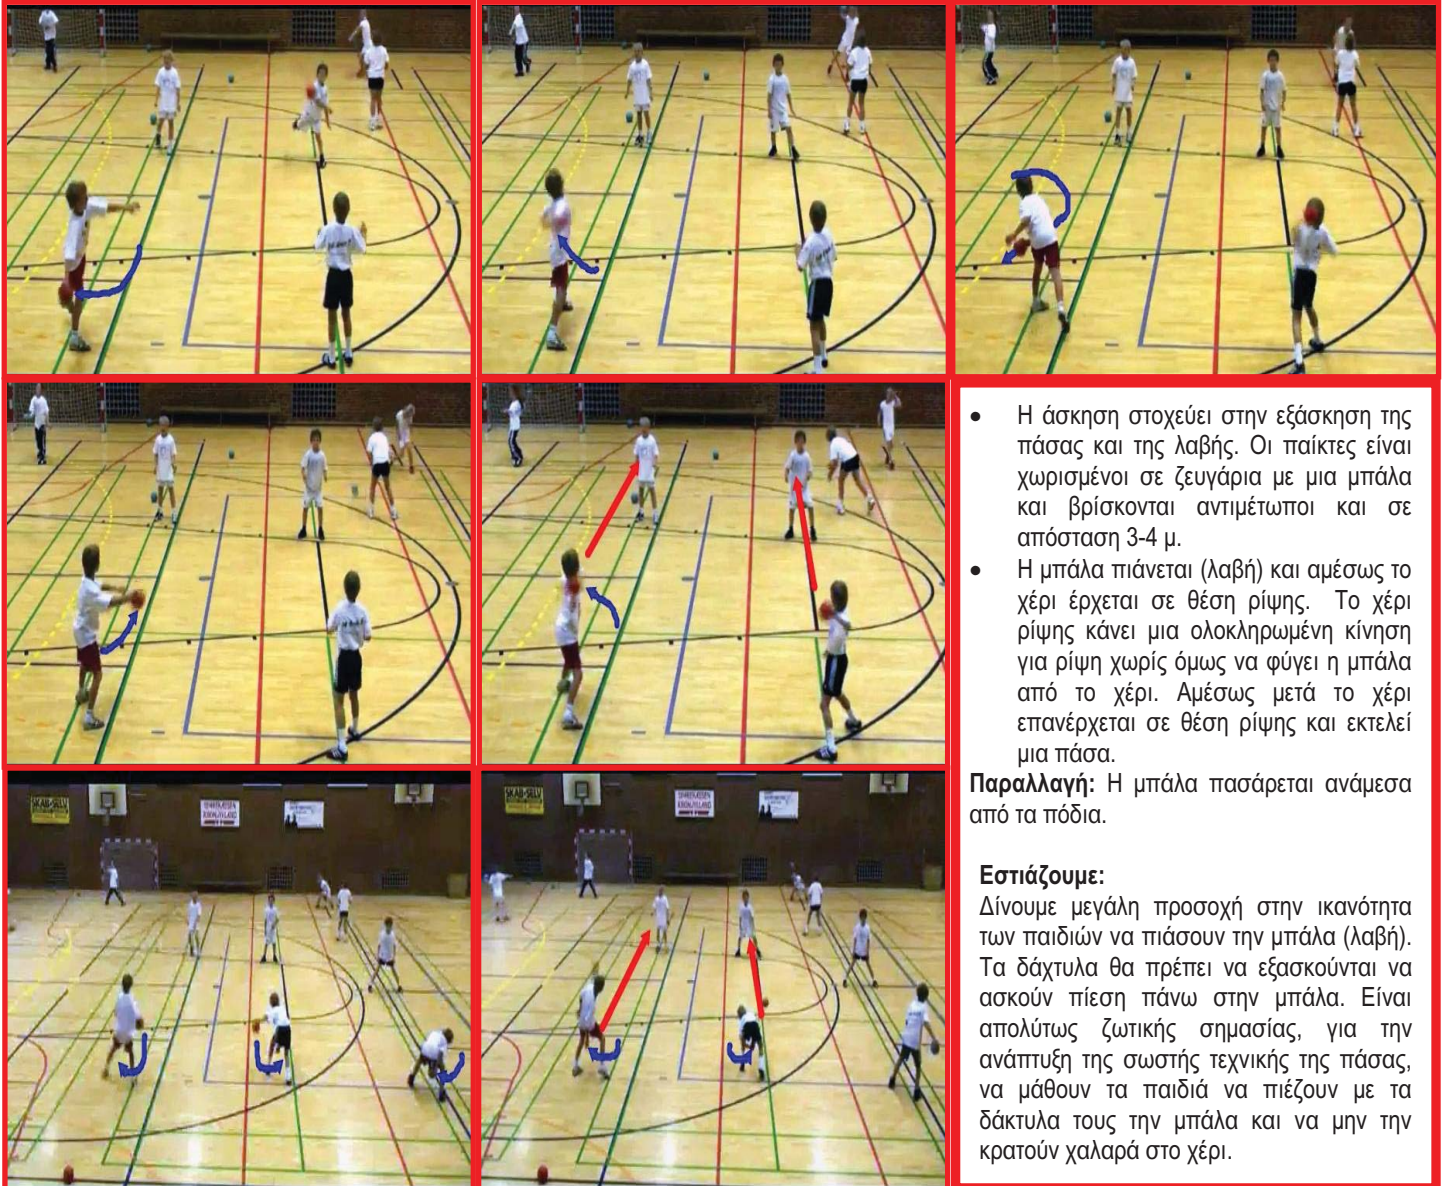 • Η άσκηση στοχεύει στην εξάσκηση της
πάσας και της λαβής. Οι παίκτες είναι
χωρισμένοι σε ζευγάρια με μια μπάλα
και βρίσκονται αντιμέτωποι και σε
απόσταση 3-4 μ.
• Η μπάλα πιάνεται (λαβή) και αμέσως το
χέρι έρχεται σε θέση ρίψης. Το χέρι
ρίψης κάνει μια ολοκληρωμένη κίνηση
για ρίψη χωρίς όμως να φύγει η μπάλα
από το χέρι. Αμέσως μετά το χέρι
επανέρχεται σε θέση ρίψης και εκτελεί
μια πάσα.
Παραλλαγή: Η μπάλα πασάρεται ανάμεσα
από τα πόδια.
Εστιάζουμε:
Δίνουμε μεγάλη προσοχή στην ικανότητα
των παιδιών να πιάσουν την μπάλα (λαβή).
Τα δάχτυλα θα πρέπει να εξασκούνται να
ασκούν πίεση πάνω στην μπάλα. Είναι
απολύτως ζωτικής σημασίας, για την
ανάπτυξη της σωστής τεχνικής της πάσας,
να μάθουν τα παιδιά να πιέζουν με τα
δάκτυλα τους την μπάλα και να μην την
κρατούν χαλαρά στο χέρι.
SKAB-SELV
SKAB-SELV